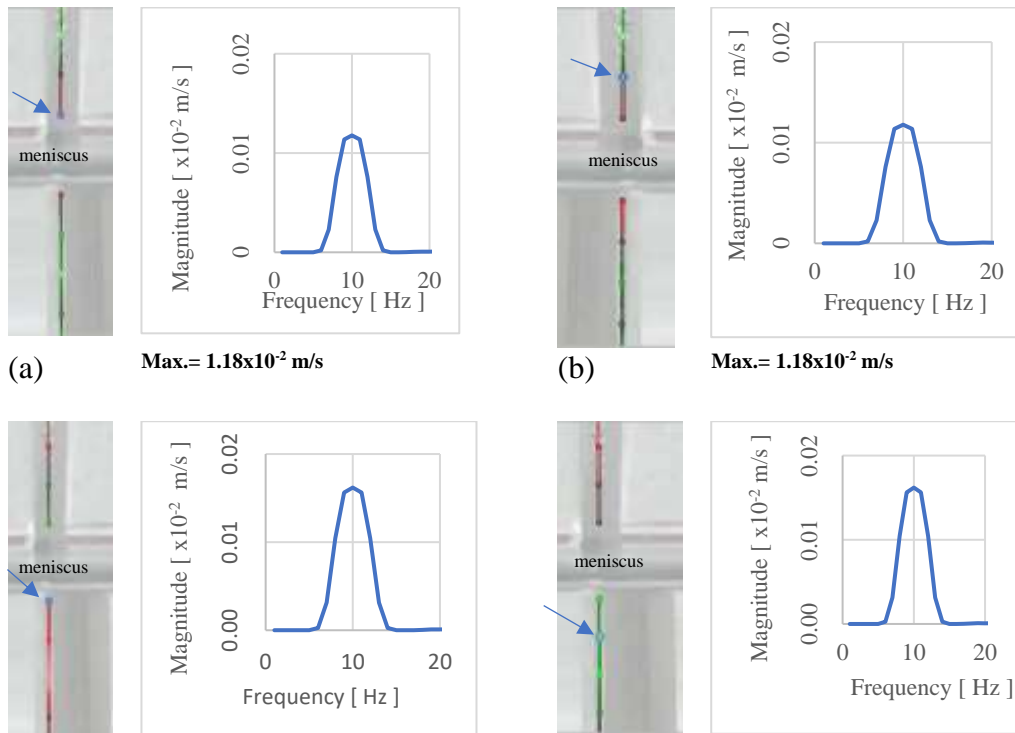 meniscus
Magnitude [ x10-2 m/s ]
0.02
0.01
0
0
10
20
Frequency [ Hz ]
(a)
Max.= 1.18x10-2 m/s
meniscus
Magnitude [ x10-2 m/s ]
0.02
0.01
0
0
10
20
Frequency [ Hz ]
(b)
Max.= 1.18x10-2 m/s
meniscus
Magnitude [ x10-2 m/s ]
0.02
0.01
0.00
0
10
20
Frequency [ Hz ]
meniscus
Magnitude [ x10-2 m/s ]
0.02
0.01
0.00
0
10
20
Frequency [ Hz ]